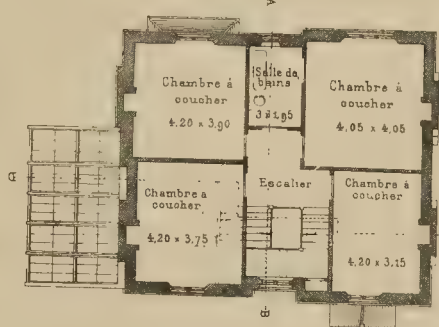 A
Chambre à
coucher
4.20 x 3.90
Salle de
bains
3 x 1.95
Chambre à
coucher
4.05 x 4.05
Chambre à
coucher
4.20 x 3.75
Escalier
Chambre à
coucher
4.20 x 3.15
B